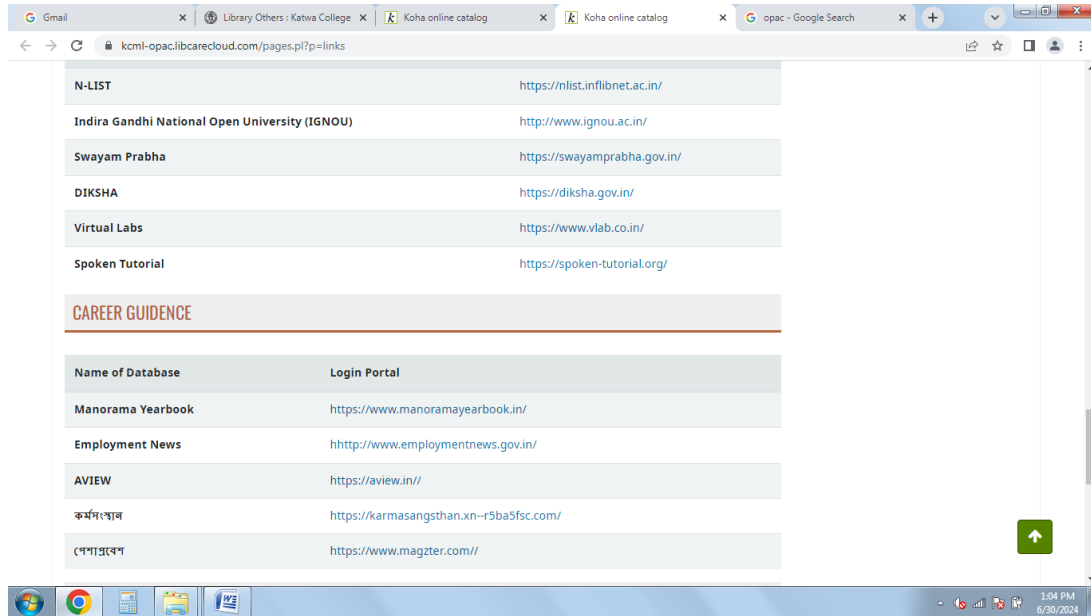 Gmail
Library Others : Katwa College
Koha online catalog
Koha online catalog
opac - Google Search
kcml-opac.libcarecloud.com/pages.pl?p=links
N-LIST https://nlist.inflibnet.ac.in/
Indira Gandhi National Open University (IGNOU) http://www.ignou.ac.in/
Swayam Prabha https://swayamprabha.gov.in/
DIKSHA https://diksha.gov.in/
Virtual Labs https://www.vlab.co.in/
Spoken Tutorial https://spoken-tutorial.org/
CAREER GUIDENCE
Name of Database Login Portal
Manorama Yearbook https://www.manoramayearbook.in/
Employment News hhttp://www.employmentnews.gov.in/
AVIEW https://aview.in//
কর্মসংস্থান https://karmasangsthan.xn--r5ba5fsc.com/
পেশাপ্রবেশ https://www.magzter.com//
1:04 PM
6/30/2024